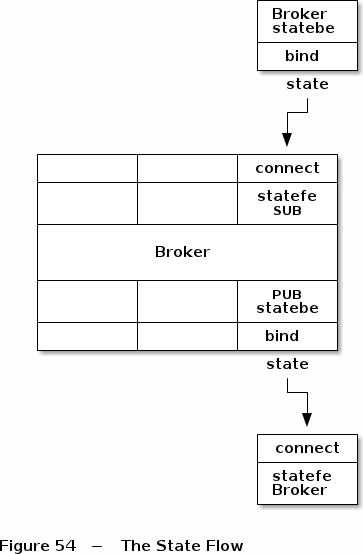 Broker
statebe
bind
state
connect
statefe
SUB
Broker
PUB
statebe
bind
state
connect
statefe
Broker
Figure 54 − The State Flow